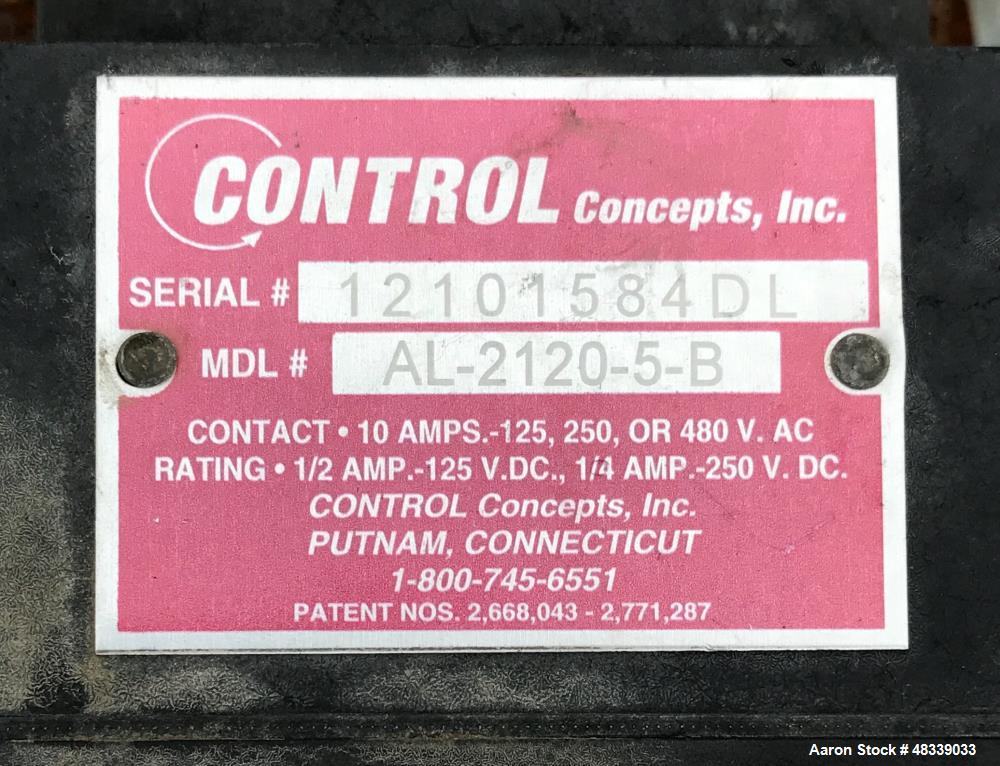 CONTROL Concepts, Inc.
SERIAL # 12101584DL
MDL # AL-2120-5-B
CONTACT • 10 AMPS.-125, 250, OR 480 V. AC
RATING • 1/2 AMP.-125 V.DC., 1/4 AMP.-250 V. DC.
CONTROL Concepts, Inc.
PUTNAM, CONNECTICUT
1-800-745-6551
PATENT NOS. 2,668,043 - 2,771,287
Aaron Stock # 48339033